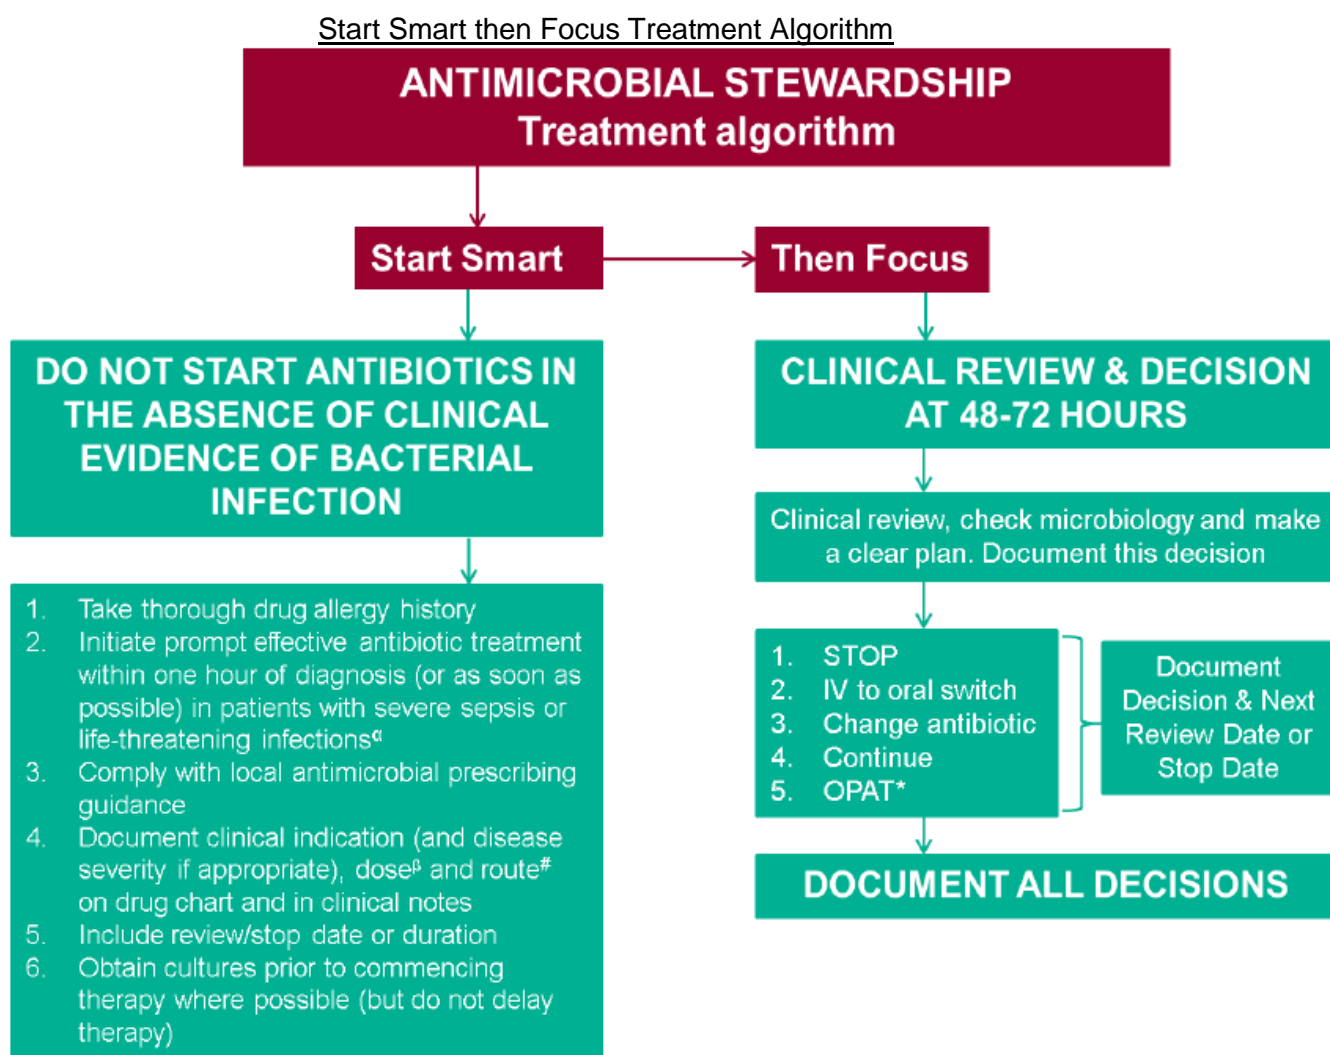 Start Smart then Focus Treatment Algorithm
ANTIMICROBIAL STEWARDSHIP
Treatment algorithm
Start Smart
Then Focus
DO NOT START ANTIBIOTICS IN
THE ABSENCE OF CLINICAL
EVIDENCE OF BACTERIAL
INFECTION
1. Take thorough drug allergy history
2. Initiate prompt effective antibiotic treatment
within one hour of diagnosis (or as soon as
possible) in patients with severe sepsis or
life-threatening infectionsᵅ
3. Comply with local antimicrobial prescribing
guidance
4. Document clinical indication (and disease
severity if appropriate), doseᵝ and route#
on drug chart and in clinical notes
5. Include review/stop date or duration
6. Obtain cultures prior to commencing
therapy where possible (but do not delay
therapy)
CLINICAL REVIEW & DECISION
AT 48-72 HOURS
Clinical review, check microbiology and make
a clear plan. Document this decision
1. STOP
2. IV to oral switch
3. Change antibiotic
4. Continue
5. OPAT*
Document
Decision & Next
Review Date or
Stop Date
DOCUMENT ALL DECISIONS